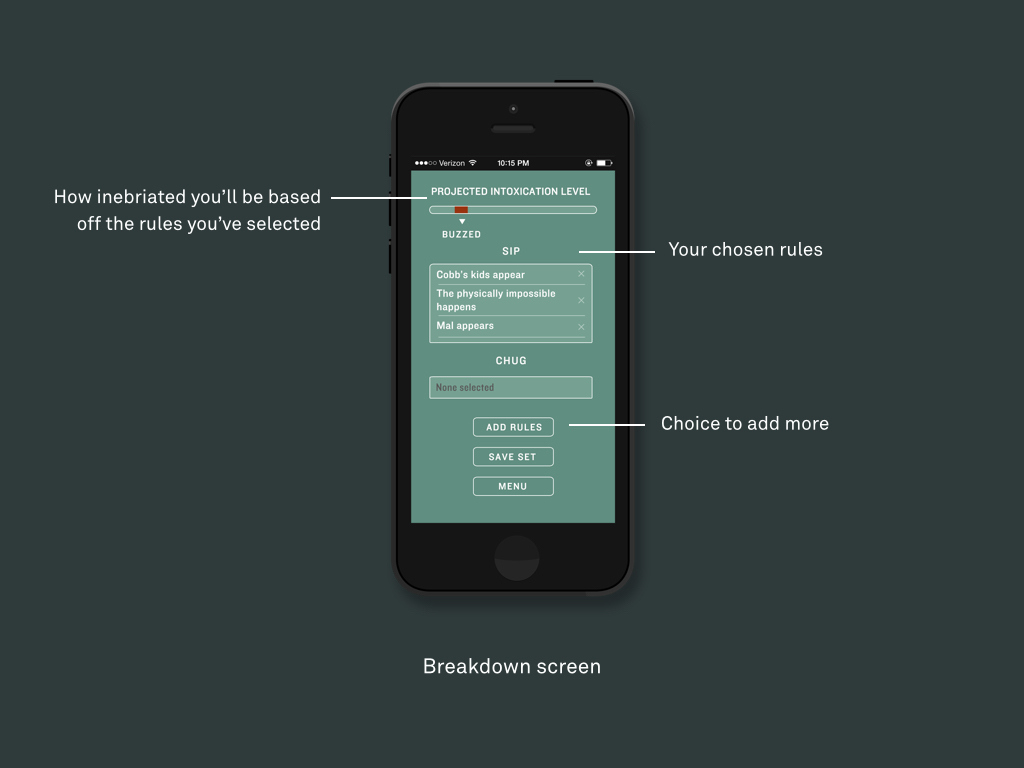 Verizon 10:15 PM
PROJECTED INTOXICATION LEVEL
How inebriated you’ll be based
off the rules you’ve selected
BUZZED
SIP
Your chosen rules
Cobb’s kids appear
The physically impossible
happens
Mal appears
CHUG
None selected
ADD RULES
Choice to add more
SAVE SET
MENU
Breakdown screen